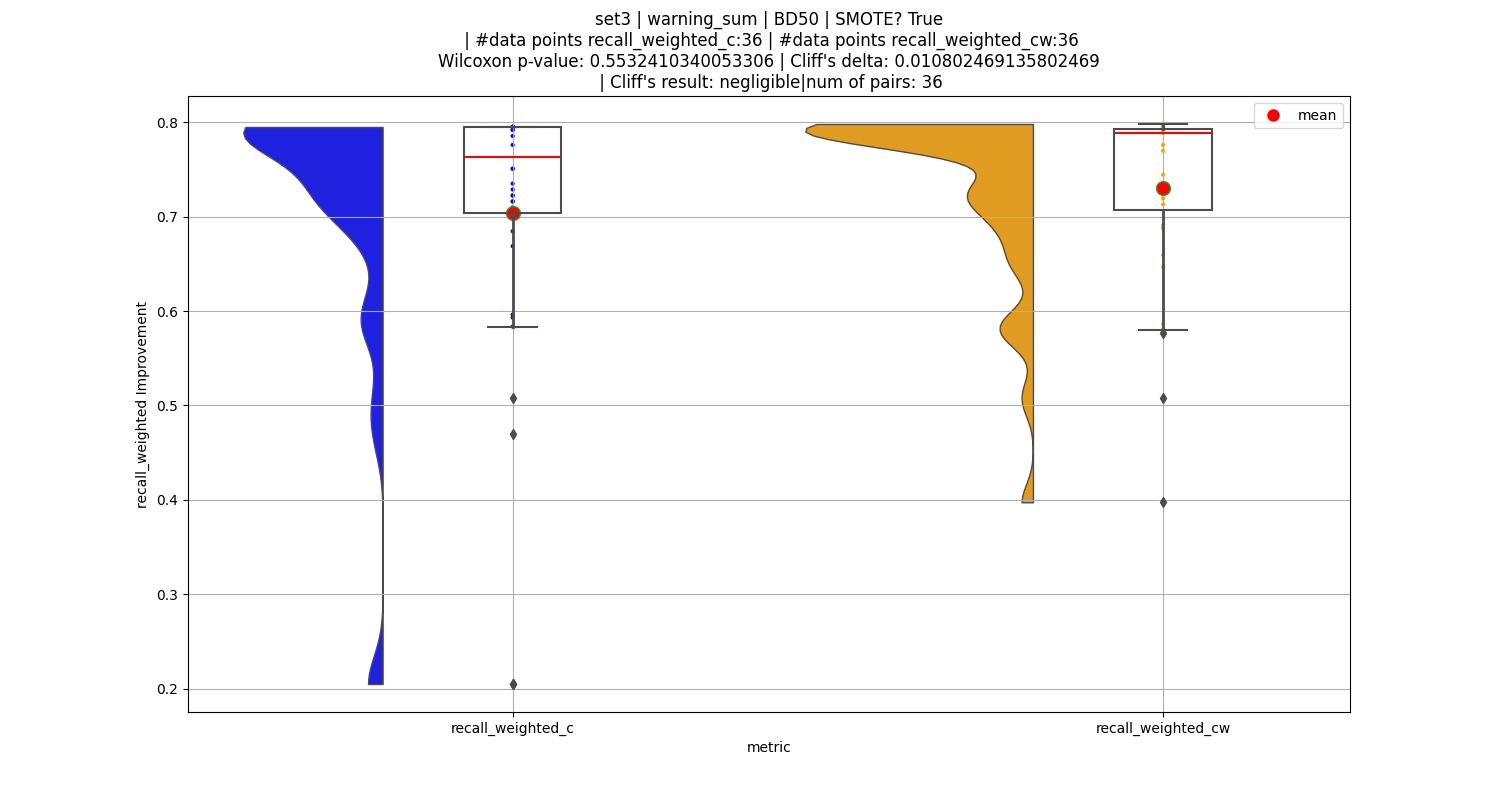 set3 | warning_sum | BD50 | SMOTE? True
| #data points recall_weighted_c:36 | #data points recall_weighted_cw:36
Wilcoxon p-value: 0.5532410340053306 | Cliff's delta: 0.010802469135802469
| Cliff's result: negligible|num of pairs: 36
mean
0.8
0.7
0.6
0.5
0.4
0.3
0.2
recall_weighted Improvement
recall_weighted_c
recall_weighted_cw
metric